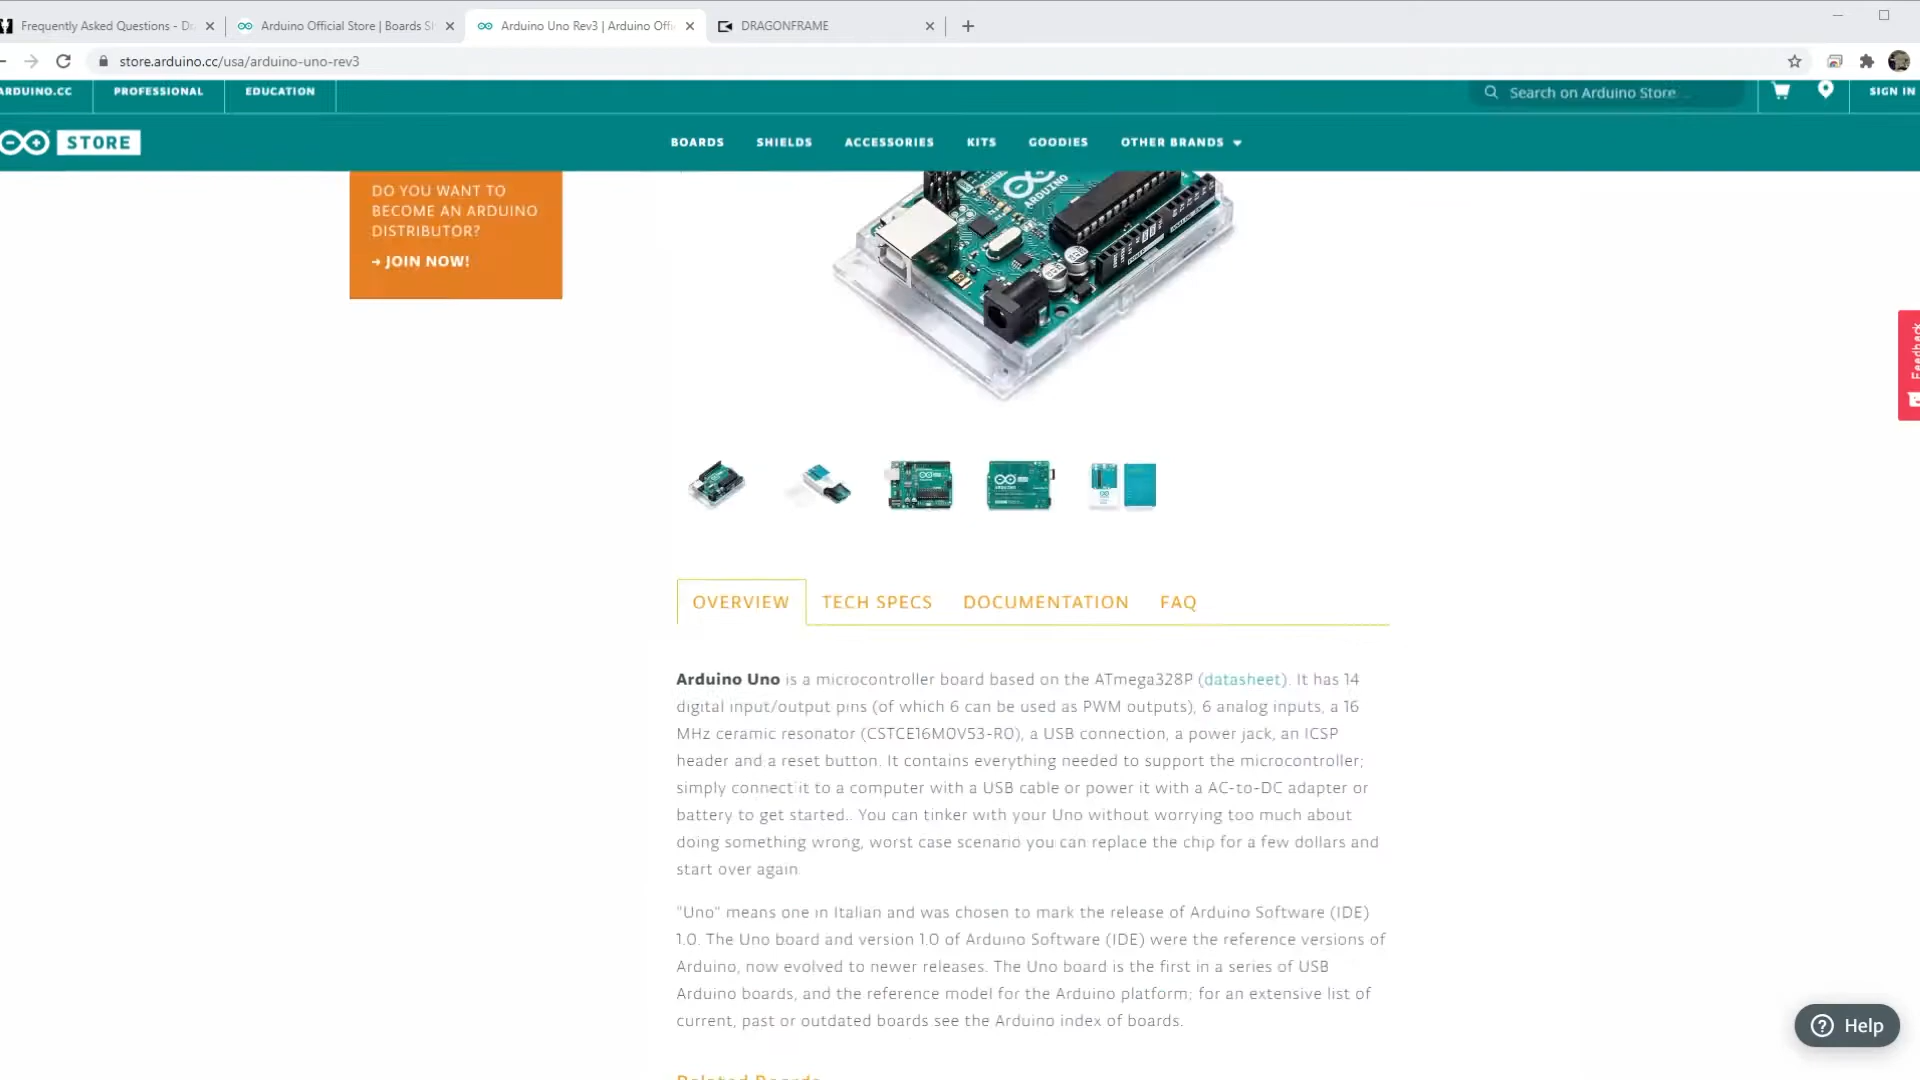 Frequently Asked Questions - Do
Arduino Official Store | Boards Sh
Arduino Uno Rev3 | Arduino Offic
DRAGONFRAME
store.arduino.cc/usa/arduino-uno-rev3
ARDUINO.CC
PROFESSIONAL
EDUCATION
Search on Arduino Store
SIGN IN
STORE
BOARDS
SHIELDS
ACCESSORIES
KITS
GOODIES
OTHER BRANDS
DO YOU WANT TO
BECOME AN ARDUINO
DISTRIBUTOR?
→ JOIN NOW!
ARDUINO
Feedback
OVERVIEW
TECH SPECS
DOCUMENTATION
FAQ
Arduino Uno is a microcontroller board based on the ATmega328P (datasheet). It has 14
digital input/output pins (of which 6 can be used as PWM outputs), 6 analog inputs, a 16
MHz ceramic resonator (CSTCE16M0V53-R0), a USB connection, a power jack, an ICSP
header and a reset button. It contains everything needed to support the microcontroller;
simply connect it to a computer with a USB cable or power it with a AC-to-DC adapter or
battery to get started.. You can tinker with your Uno without worrying too much about
doing something wrong, worst case scenario you can replace the chip for a few dollars and
start over again.
"Uno" means one in Italian and was chosen to mark the release of Arduino Software (IDE)
1.0. The Uno board and version 1.0 of Arduino Software (IDE) were the reference versions of
Arduino, now evolved to newer releases. The Uno board is the first in a series of USB
Arduino boards, and the reference model for the Arduino platform; for an extensive list of
current, past or outdated boards see the Arduino index of boards.
Related Boards
Help